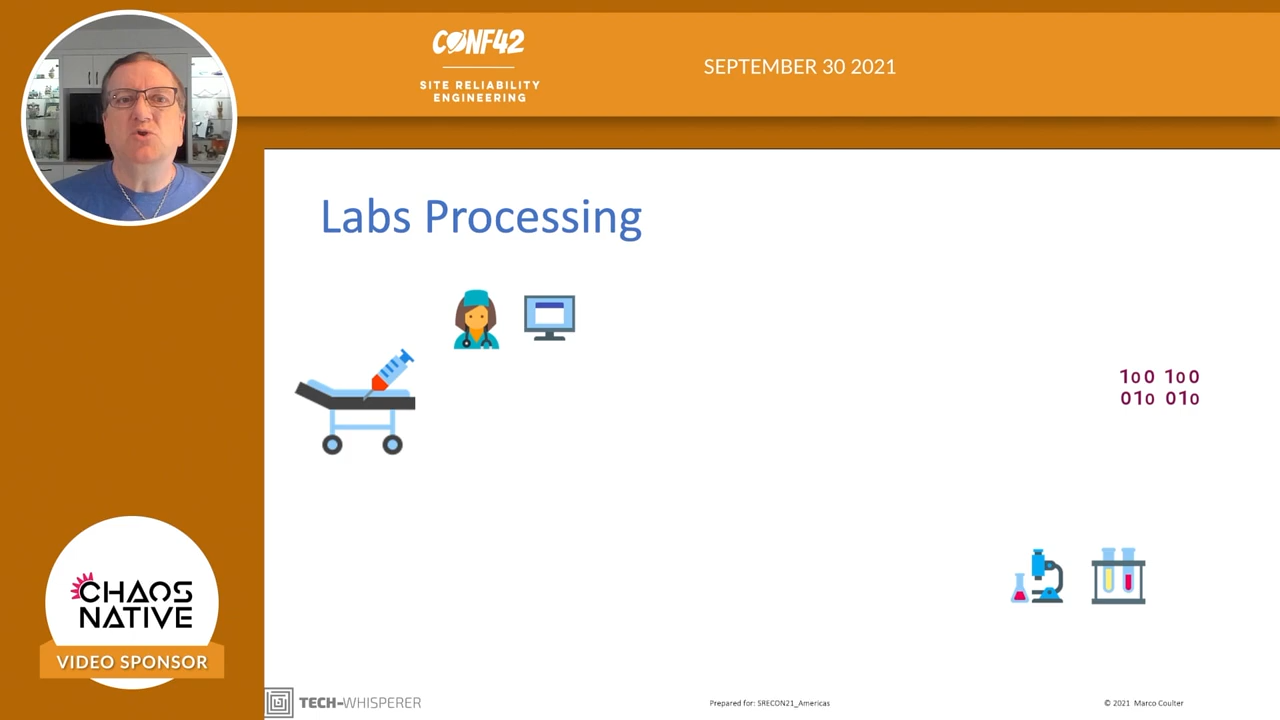 CONF42
SITE RELIABILITY
ENGINEERING
SEPTEMBER 30 2021
Labs Processing
100 100
010 010
CHAOS
NATIVE
VIDEO SPONSOR
TECH-WHISPERER
Prepared for: SRECON21_Americas
© 2021 Marco Coulter